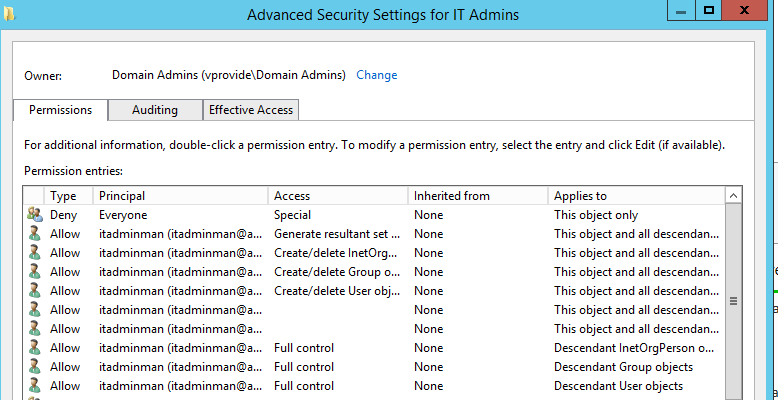 Advanced Security Settings for IT Admins
Owner: Domain Admins (vprovide\Domain Admins) Change
Permissions Auditing Effective Access
For additional information, double-click a permission entry. To modify a permission entry, select the entry and click Edit (if available).
Permission entries:
Type Principal Access Inherited from Applies to
Deny Everyone Special None This object only
Allow itadminman (itadminman@a... Generate resultant set ... None This object and all descendan...
Allow itadminman (itadminman@a... Create/delete InetOrg... None This object and all descendan...
Allow itadminman (itadminman@a... Create/delete Group o... None This object and all descendan...
Allow itadminman (itadminman@a... Create/delete User obj... None This object and all descendan...
Allow itadminman (itadminman@a... None This object and all descendan...
Allow itadminman (itadminman@a... None This object and all descendan...
Allow itadminman (itadminman@a... Full control None Descendant InetOrgPerson o...
Allow itadminman (itadminman@a... Full control None Descendant Group objects
Allow itadminman (itadminman@a... Full control None Descendant User objects